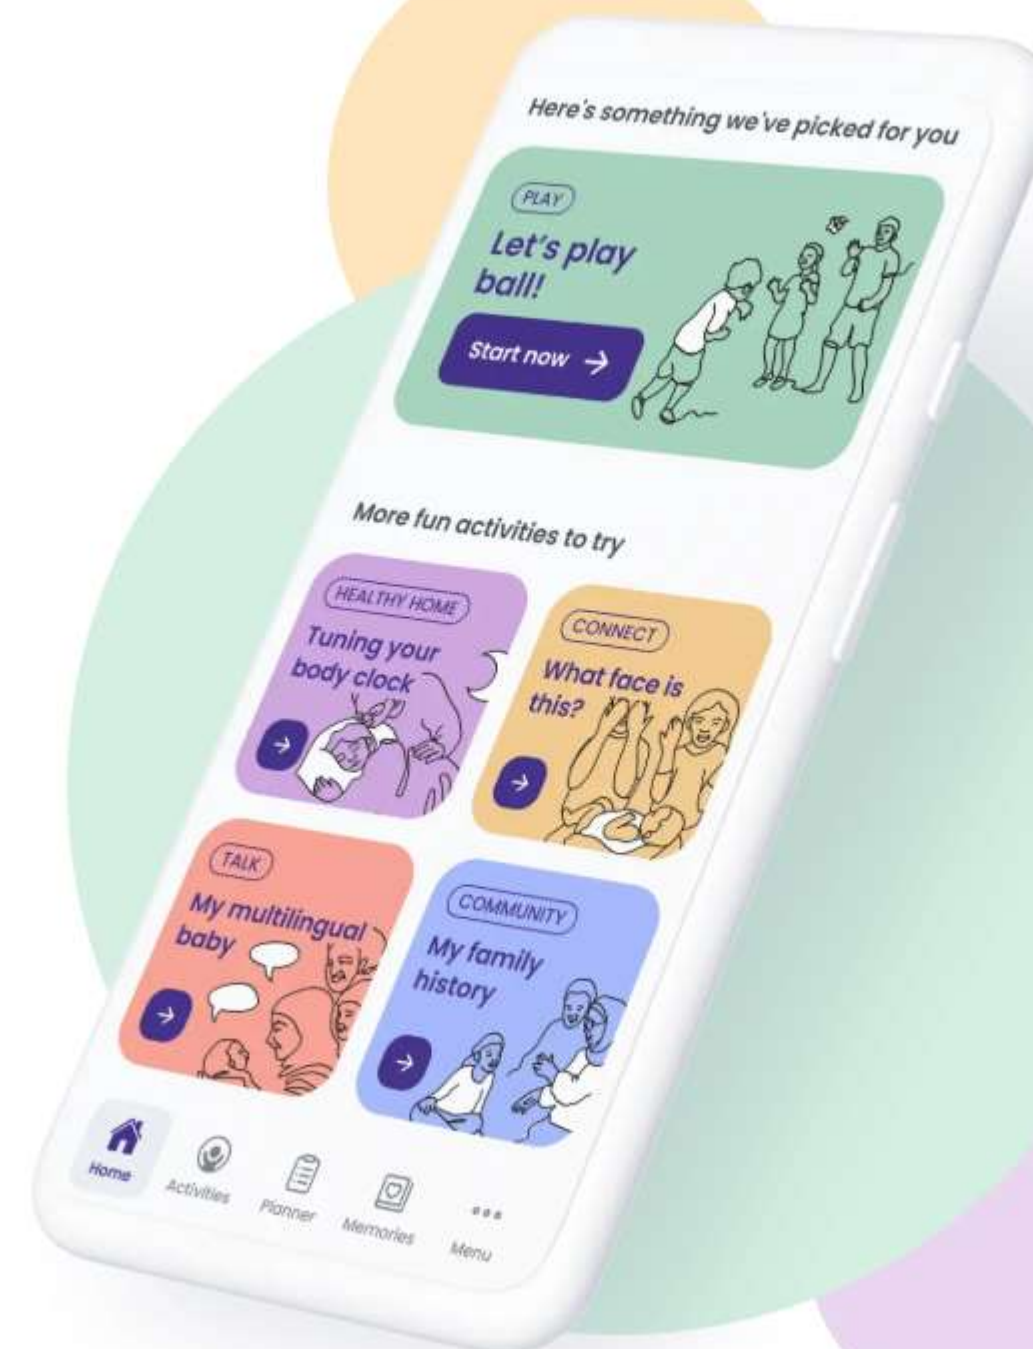 Here's something we've picked for you
PLAY
Let's play
ball!
Start now
More fun activities to try
HEALTHY HOME
Tuning your
body clock
CONNECT
What face is
this?
TALK
My multilingual
baby
COMMUNITY
My family
history
Home
Activities
Planner
Memories
Menu